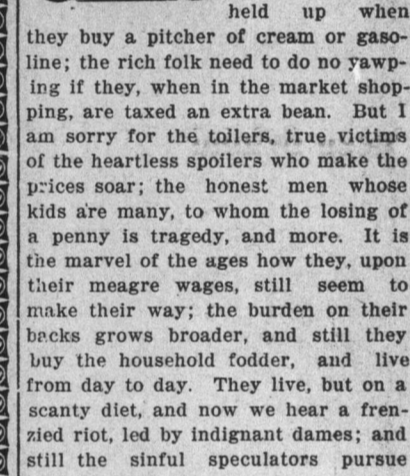 held up when
they buy a pitcher of cream or gaso-
line; the rich folk need to do no yawp-
ing if they, when in the market shop-
ping, are taxed an extra bean. But I
am sorry for the toilers, true victims
of the heartless spoilers who make the
prices soar; the honest men whose
kids are many, to whom the losing of
a penny is tragedy, and more. It is
the marvel of the ages how they, upon
their meagre wages, still seem to
make their way; the burden on their
backs grows broader, and still they
buy the household fodder, and live
from day to day. They live, but on a
scanty diet, and now we hear a fren-
zied riot, led by indignant dames; and
still the sinful speculators pursue